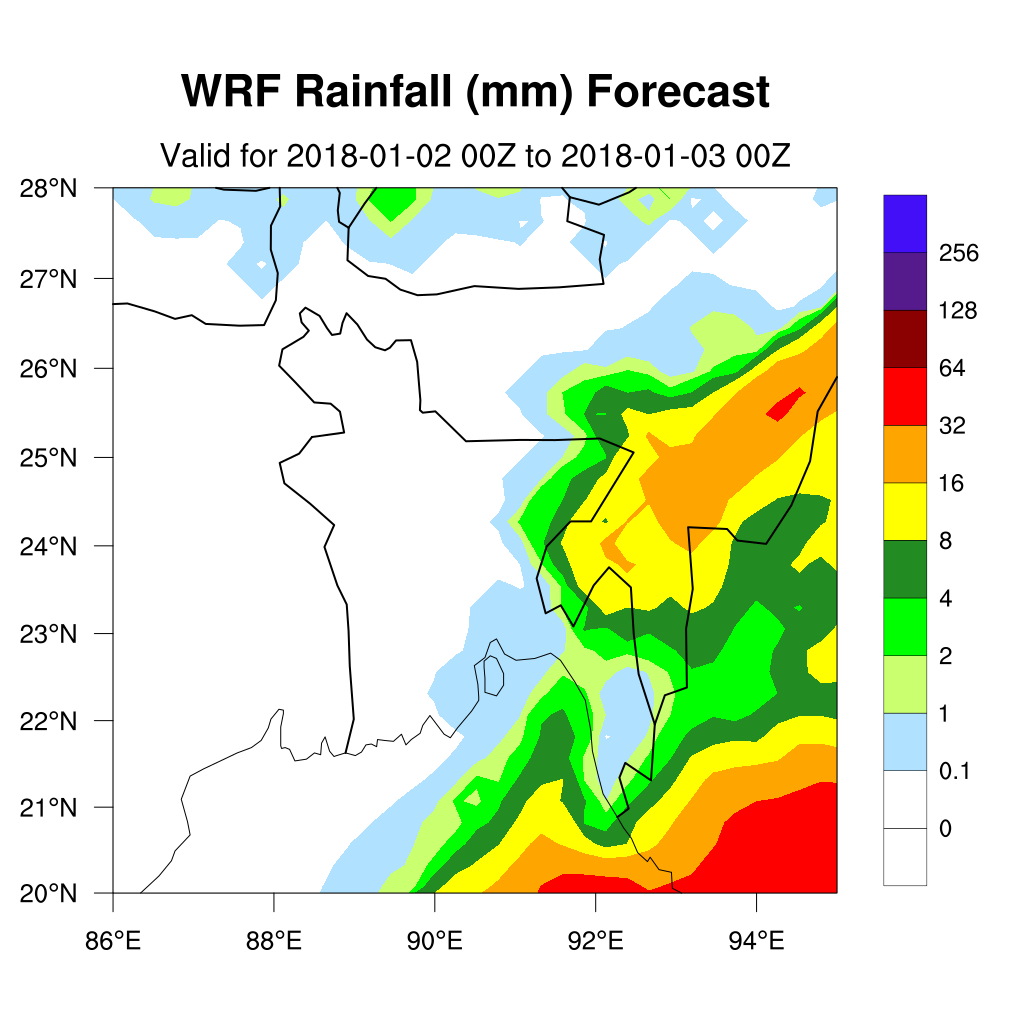 WRF Rainfall (mm) Forecast
Valid for 2018-01-02 00Z to 2018-01-03 00Z
28°N
27°N
26°N
25°N
24°N
23°N
22°N
21°N
20°N
86°E 88°E 90°E 92°E 94°E
256
128
64
32
16
8
4
2
1
0.1
0